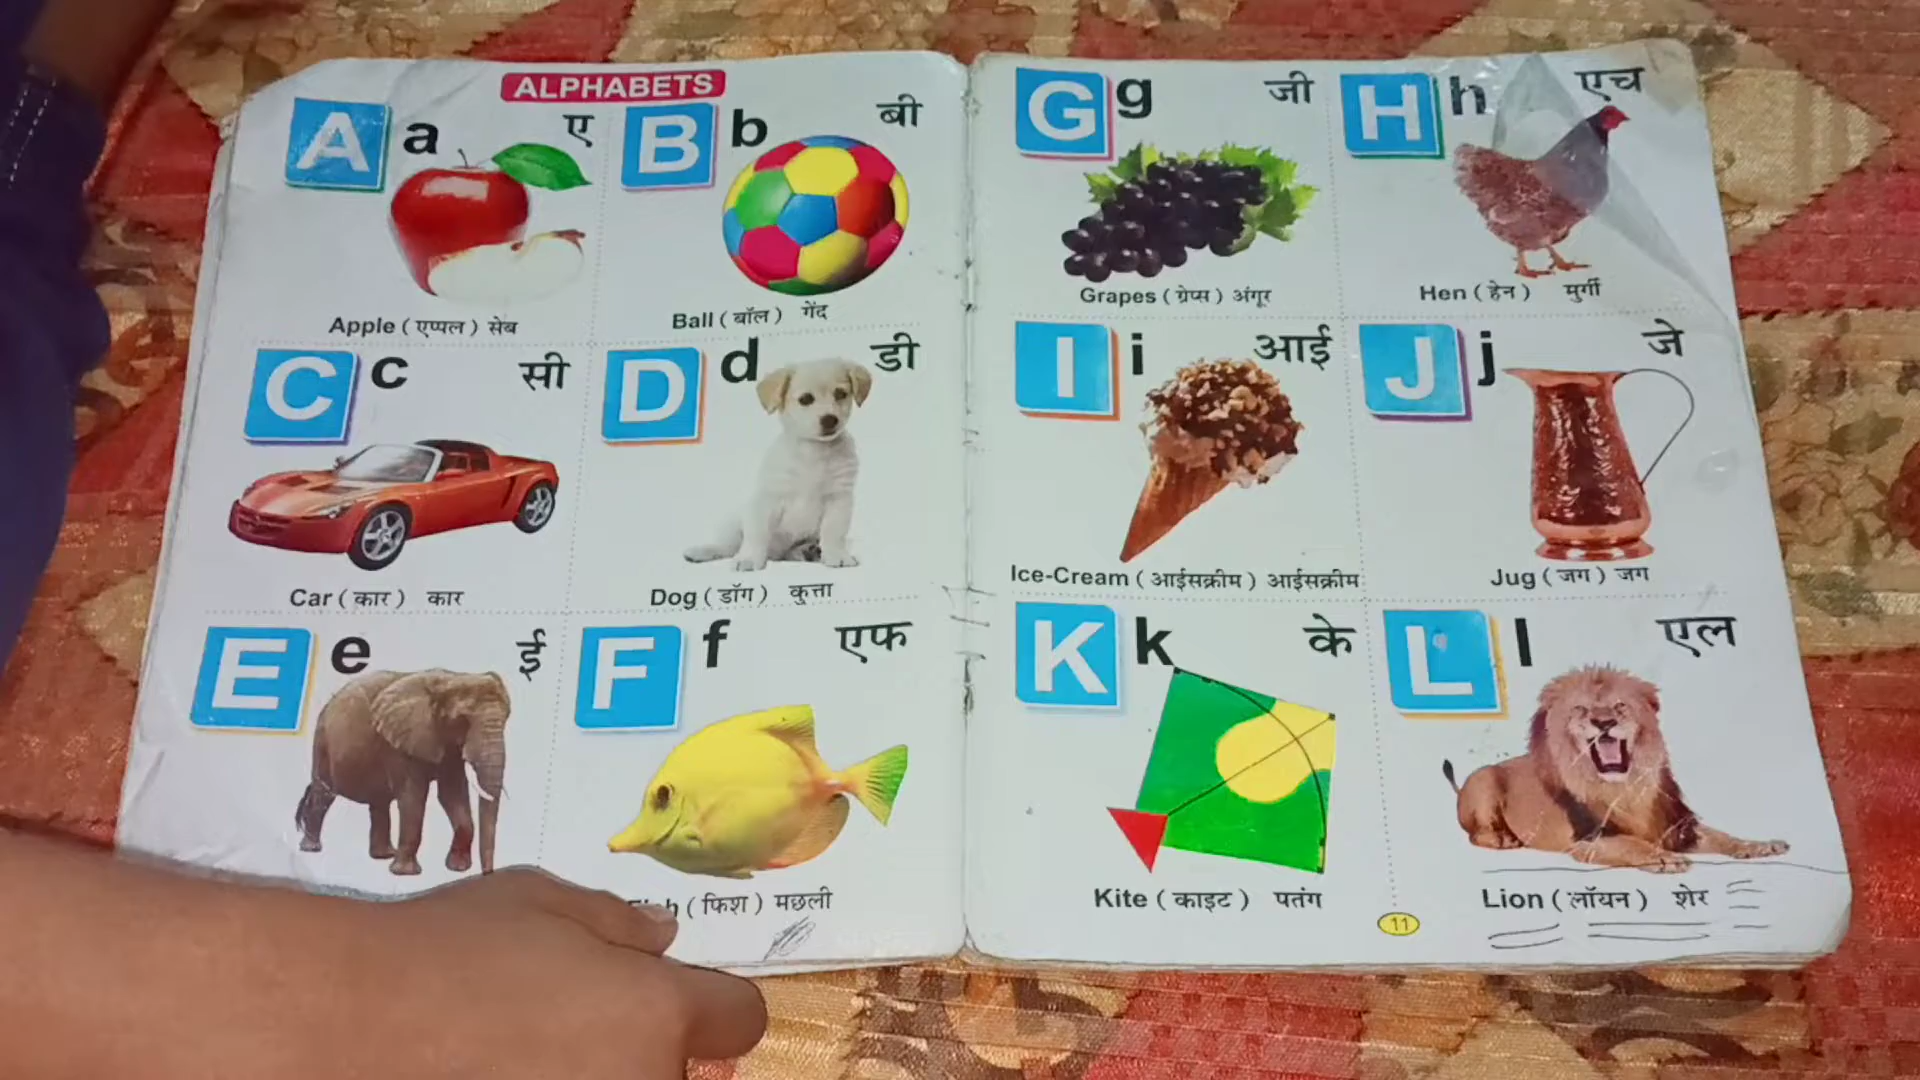 ALPHABETS
A a ए
Apple ( एप्पल ) सेब
B b बी
Ball ( बॉल ) गेंद
C c सी
Car ( कार ) कार
D d डी
Dog ( डॉग ) कुत्ता
E e ई
F f एफ
( फिश ) मछली
G g जी
Grapes ( ग्रेप्स ) अंगूर
H h एच
Hen ( हेन ) मुर्गी
I i आई
Ice-Cream ( आईसक्रीम ) आईसक्रीम
J j जे
Jug ( जग ) जग
K k के
Kite ( काइट ) पतंग
L l एल
Lion ( लॉयन ) शेर
11